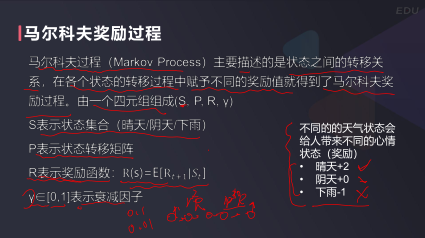 EDU
马尔科夫奖励过程
马尔科夫过程（Markov Process）主要描述的是状态之间的转移关
系，在各个状态的转移过程中赋予不同的奖励值就得到了马尔科夫奖
励过程。由一个四元组组成(S, P, R, γ)
S表示状态集合（晴天/阴天/下雨）
P表示状态转移矩阵
R表示奖励函数：R(s)=E[Rₜ₊₁|Sₜ]
γ∈[0,1]表示衰减因子
0.1
0.01
不同的的天气状态会
给人带来不同的心情
状态（奖励）
• 晴天+2
• 阴天+0
• 下雨-1